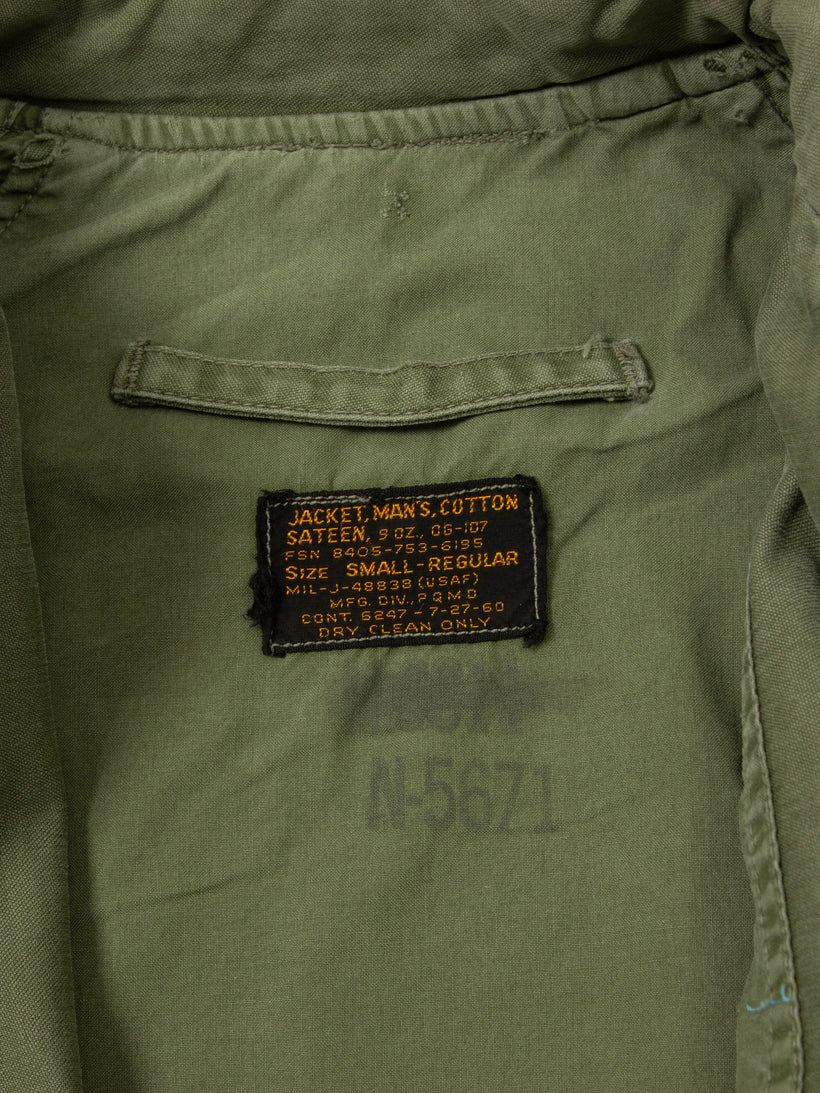 JACKET, MAN'S, COTTON
SATEEN, 9 OZ., OG-107
FSN 8405-753-6195
SIZE SMALL-REGULAR
MIL-J-48838 (USAF)
MFG. DIV., P Q M D
CONT. 6247 - 7-27-60
DRY CLEAN ONLY
N-5671